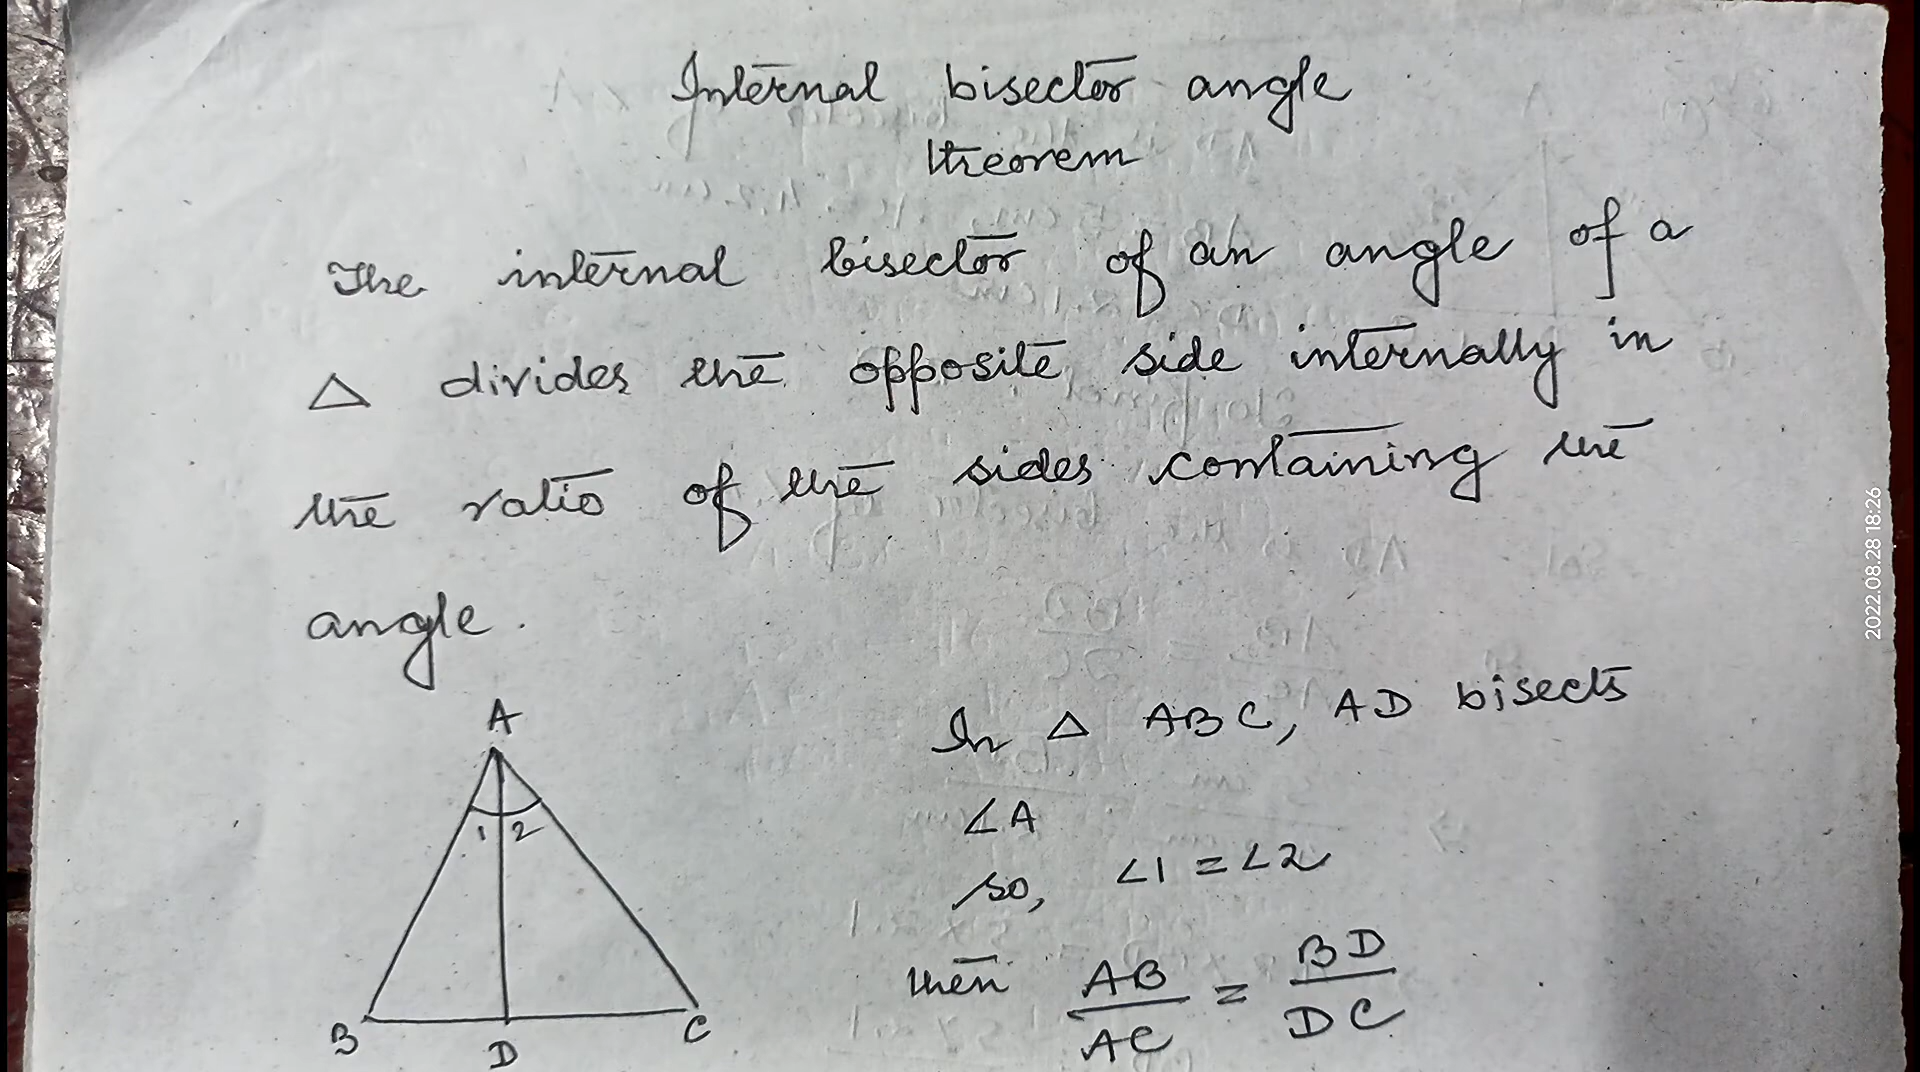 Internal bisector angle
theorem
The internal bisector of an angle of a
△ divides the opposite side internally in
the ratio of the sides containing the
angle.
A
1 2
B
D
C
In △ ABC, AD bisects
∠A
so, ∠1 = ∠2
then AB/AC = BD/DC
2022.08.28 18:26